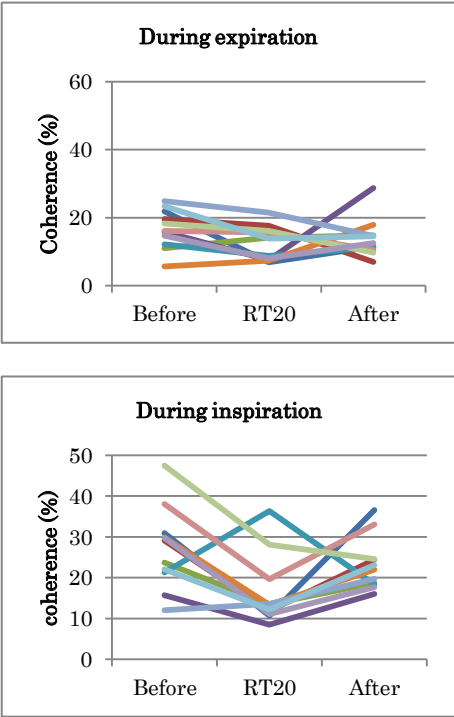 During expiration
Coherence (%)
60
40
20
0
Before RT20 After
During inspiration
coherence (%)
50
40
30
20
10
0
Before RT20 After